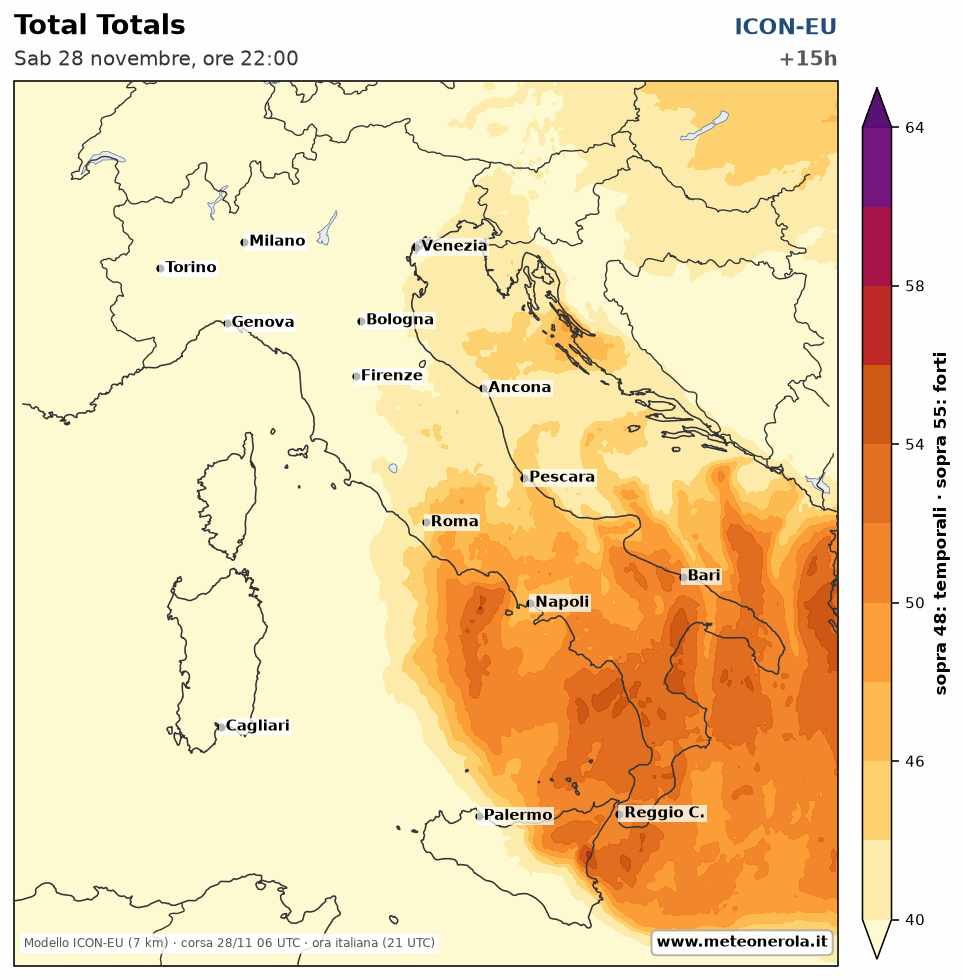 Total Totals
ICON-EU
Sab 28 novembre, ore 22:00
+15h
Milano
Venezia
Torino
Genova
Bologna
Firenze
Ancona
Pescara
Roma
Bari
Napoli
Cagliari
Palermo
Reggio C.
Modello ICON-EU (7 km) · corsa 28/11 06 UTC · ora italiana (21 UTC)
www.meteonerola.it
64
58
54
50
46
40
sopra 48: temporali · sopra 55: forti